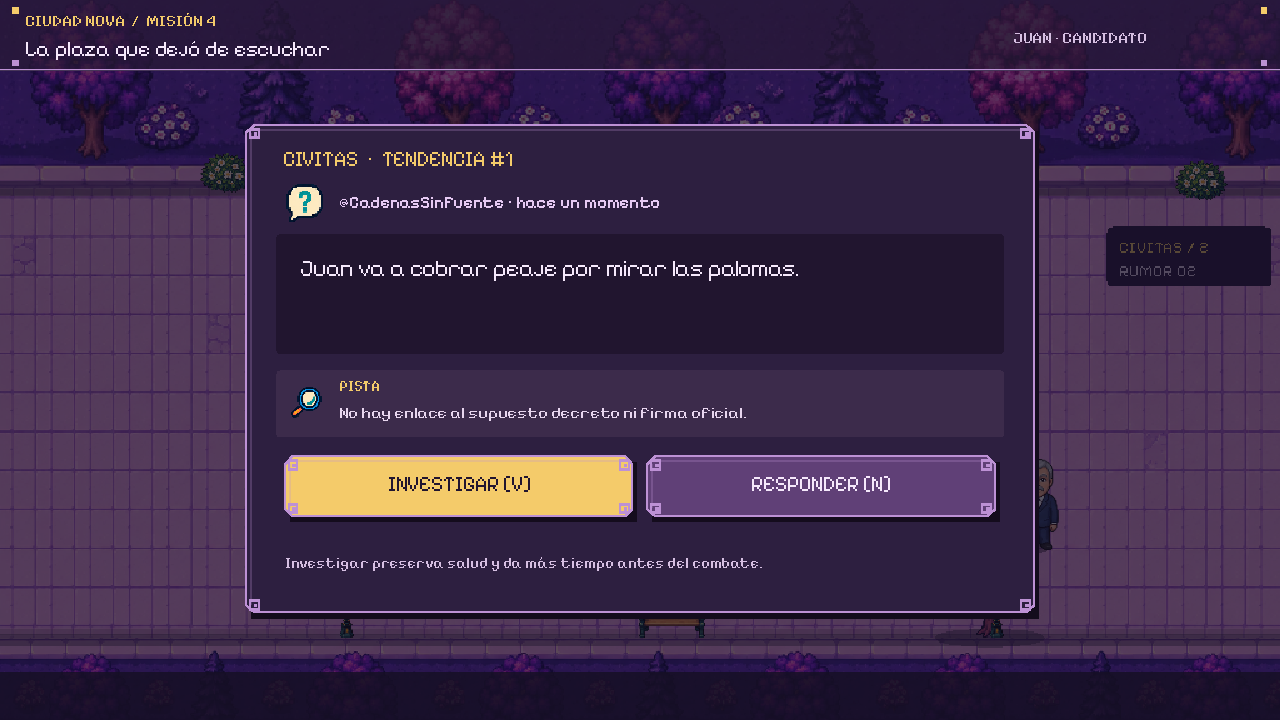 CIUDAD NOVA / MISIÓN 4
La plaza que dejó de escuchar
JUAN · CANDIDATO
CIVITAS · TENDENCIA #1
?
@CadenasSinFuente · hace un momento
Juan va a cobrar peaje por mirar las palomas.
CIVITAS / 8
RUMOR 02
PISTA
No hay enlace al supuesto decreto ni firma oficial.
INVESTIGAR (V)
RESPONDER (N)
Investigar preserva salud y da más tiempo antes del combate.